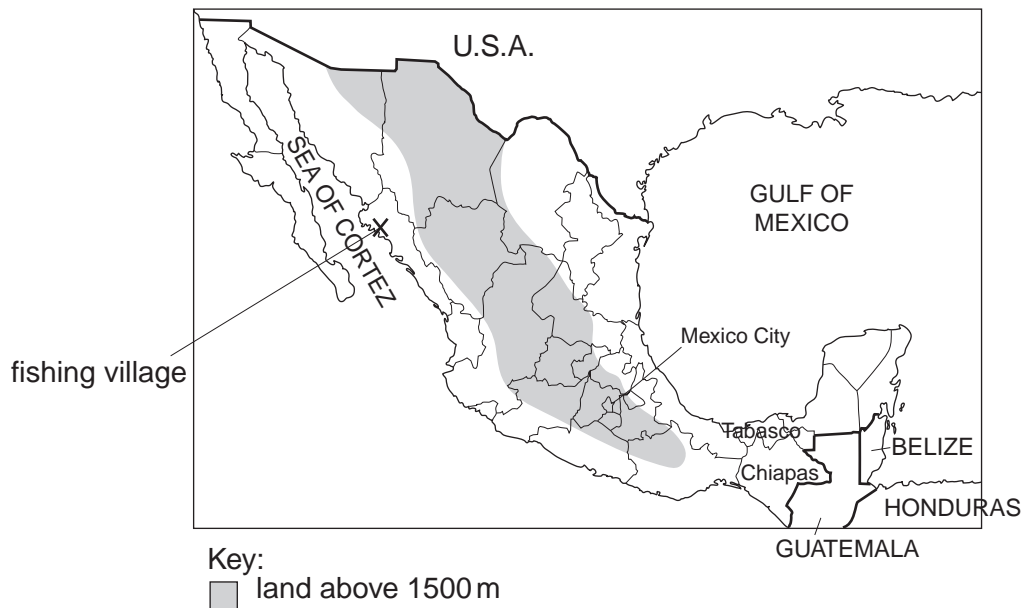 U.S.A.
SEA OF CORTEZ
GULF OF
MEXICO
Mexico City
fishing village
Tabasco
BELIZE
Chiapas
HONDURAS
GUATEMALA
Key:
land above 1500 m